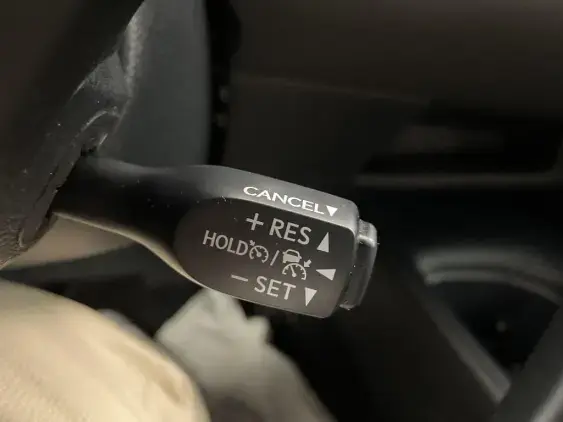 CANCEL▼
+ RES ▲
HOLD / ◀
− SET ▼